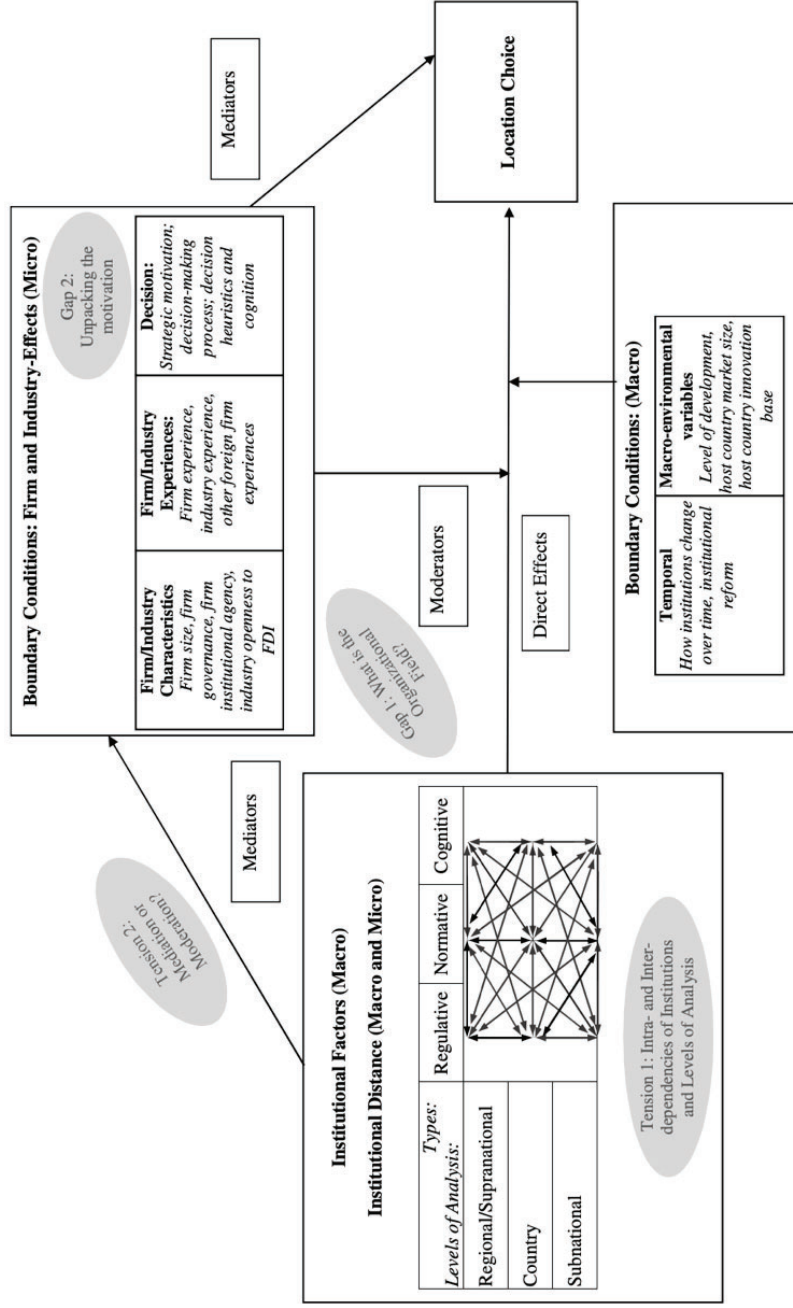 Boundary Conditions: Firm and Industry-Effects (Micro)
Gap 2:
Unpacking the
motivation
Firm/Industry
Characteristics
Firm size, firm
governance, firm
institutional agency,
industry openness to
FDI
Firm/Industry
Experiences:
Firm experience,
industry experience,
other foreign firm
experiences
Decision:
Strategic motivation;
decision-making
process; decision
heuristics and
cognition
Tension 2:
Mediation or
Moderation?
Mediators
Gap 1: What is the
Organizational
Field?
Moderators
Mediators
Institutional Factors (Macro)
Institutional Distance (Macro and Micro)
Types:
Levels of Analysis:
Regulative
Normative
Cognitive
Regional/Supranational
Country
Subnational
Tension 1: Intra- and Inter-
dependencies of Institutions
and Levels of Analysis
Direct Effects
Location Choice
Boundary Conditions: (Macro)
Temporal
How institutions change
over time, institutional
reform
Macro-environmental
variables
Level of development,
host country market size,
host country innovation
base